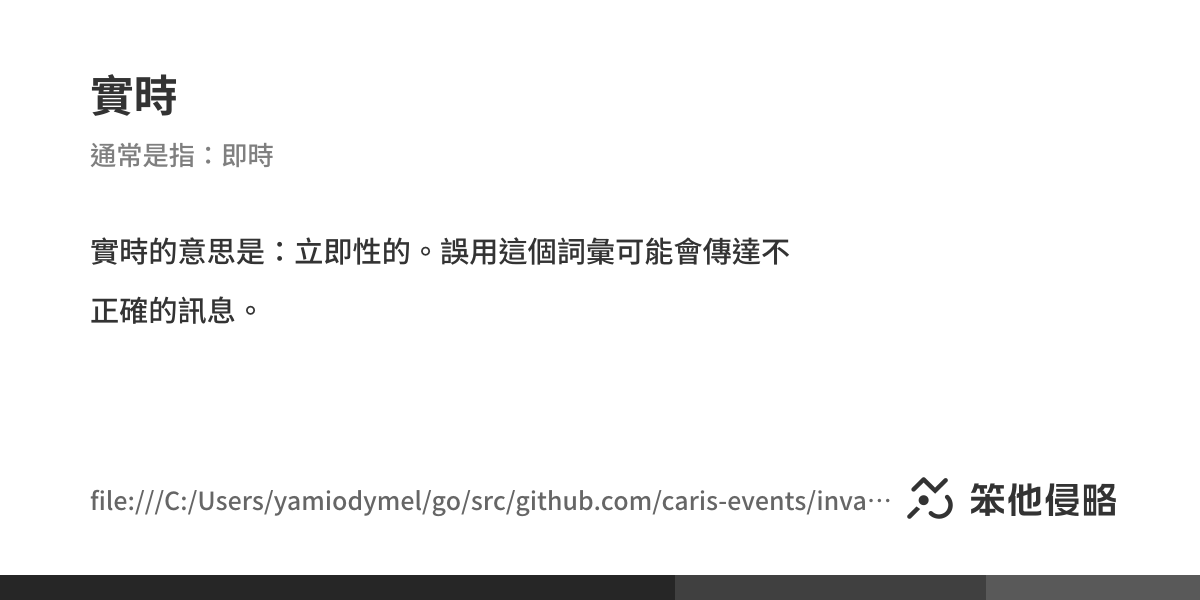 實時
通常是指：即時
實時的意思是：立即性的。誤用這個詞彙可能會傳達不
正確的訊息。
file:///C:/Users/yamiodymel/go/src/github.com/caris-events/inva…
笨他侵略